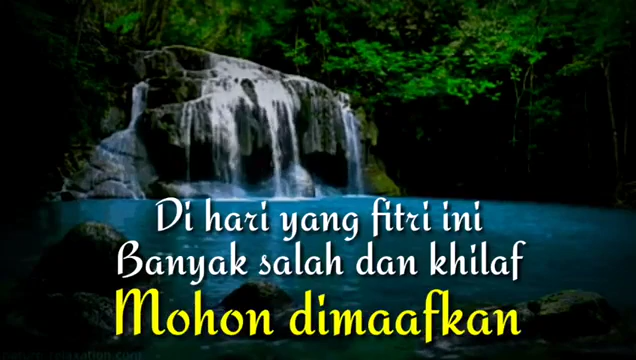 Di hari yang fitri ini
Banyak salah dan khilaf
Mohon dimaafkan